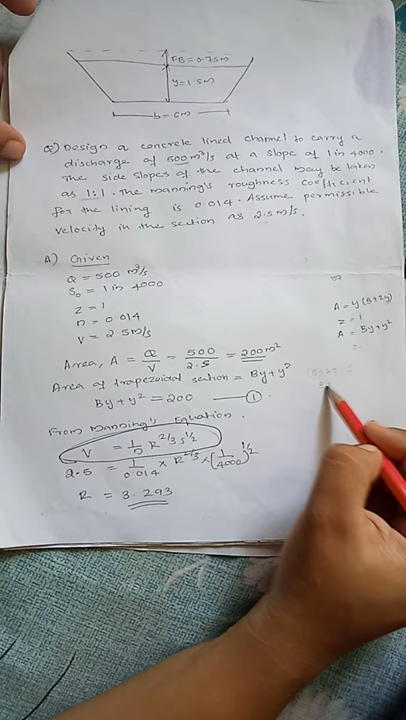 FB = 0.75m
y = 1.5m
b = 6m
Q) Design a concrete lined channel to carry a
discharge of 500 m³/s at a slope of 1 in 4000.
The side slopes of the channel may be taken
as 1:1. The manning's roughness coefficient
for the lining is 0.014. Assume permissible
velocity in the section as 2.5 m/s.
A) Given
Q = 500 m³/s
S₀ = 1 in 4000
z = 1
n = 0.014
V = 2.5 m/s
Area, A = Q/V = 500/2.5 = 200 m²
Area of trapezoidal section = By + y²
By + y² = 200 —— ①
From Manning's Equation
V = 1/n R^2/3 s^1/2
2.5 = 1/0.014 × R^2/3 × (1/4000)^1/2
R = 3.293
A = y(B+zy)
z = 1
A = By + y²